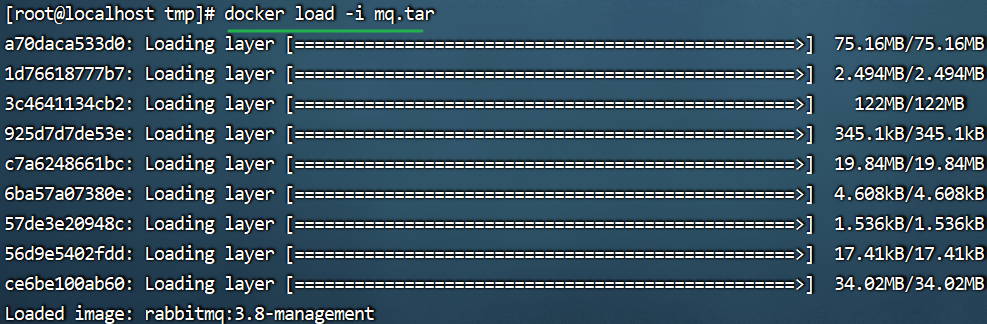 [root@localhost tmp]# docker load -i mq.tar
a70daca533d0: Loading layer [==================================================>]  75.16MB/75.16MB
1d76618777b7: Loading layer [==================================================>]  2.494MB/2.494MB
3c4641134cb2: Loading layer [==================================================>]    122MB/122MB
925d7d7de53e: Loading layer [==================================================>]  345.1kB/345.1kB
c7a6248661bc: Loading layer [==================================================>]  19.84MB/19.84MB
6ba57a07380e: Loading layer [==================================================>]  4.608kB/4.608kB
57de3e20948c: Loading layer [==================================================>]  1.536kB/1.536kB
56d9e5402fdd: Loading layer [==================================================>]  17.41kB/17.41kB
ce6be100ab60: Loading layer [==================================================>]  34.02MB/34.02MB
Loaded image: rabbitmq:3.8-management